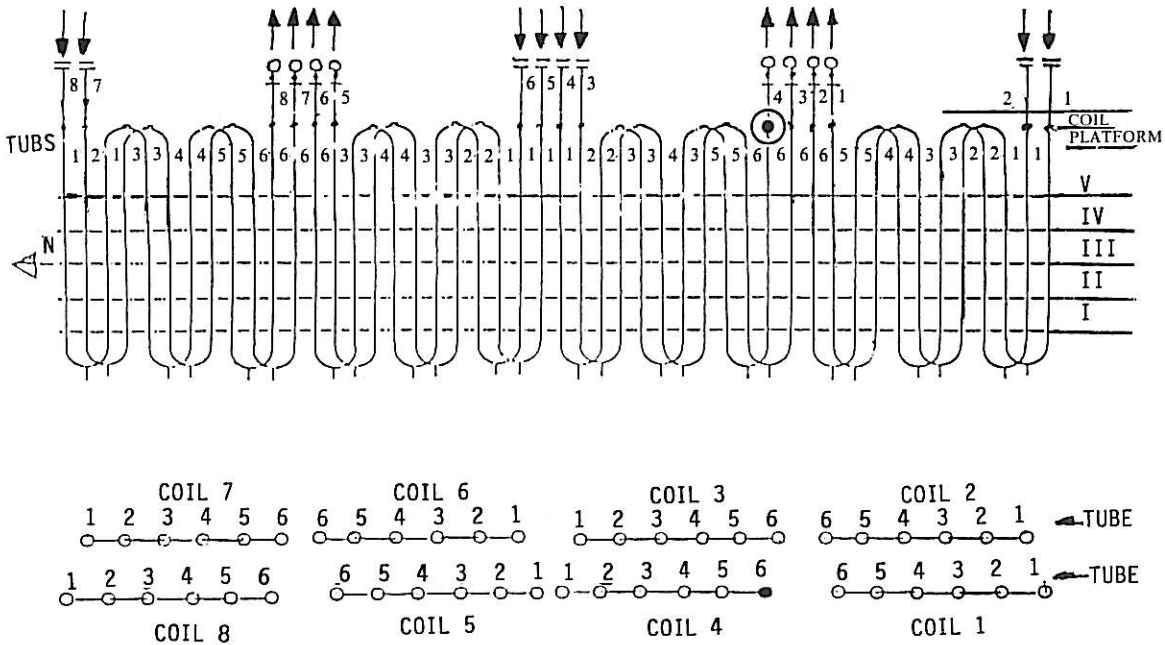 8 7 8 7 6 5 6 5 4 3 4 3 2 1 2 1
COIL
PLATFORM
TUBS 1 2 1 3 3 4 4 5 5 6 6 6 6 3 3 4 4 3 3 2 2 1 1 1 1 2 2 3 3 4 5 5 6 6 6 6 5 5 4 4 3 3 2 2 1 1
V
IV
N III
II
I
COIL 7 COIL 6 COIL 3 COIL 2
1 2 3 4 5 6 6 5 4 3 2 1 1 2 3 4 5 6 6 5 4 3 2 1 TUBE
1 2 3 4 5 6 6 5 4 3 2 1 1 2 3 4 5 6 6 5 4 3 2 1 TUBE
COIL 8 COIL 5 COIL 4 COIL 1